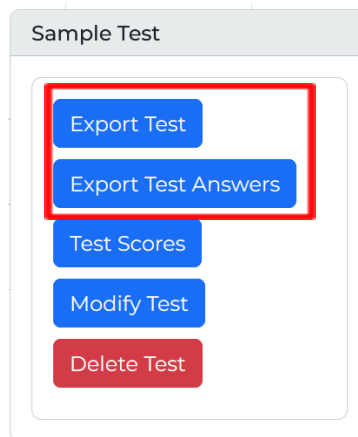 Sample Test
Export Test
Export Test Answers
Test Scores
Modify Test
Delete Test